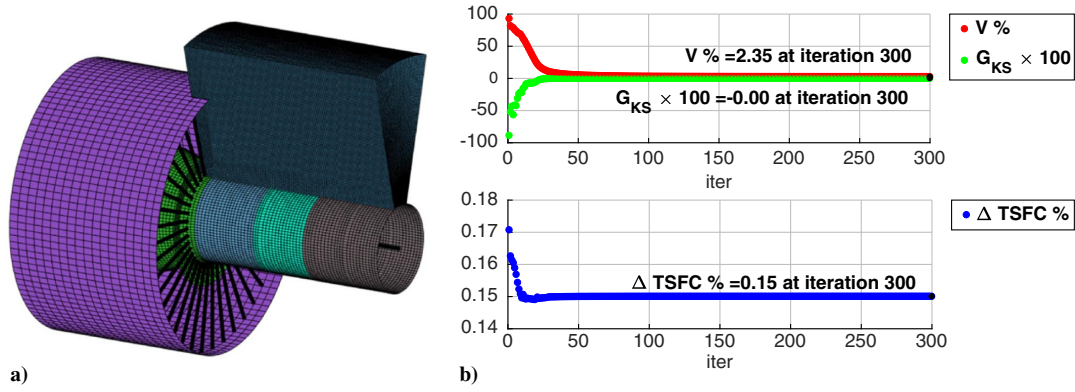 100
50
0
-50
-100
V % =2.35 at iteration 300
G_KS × 100 =-0.00 at iteration 300
0 50 100 150 200 250 300
iter
V %
G_KS × 100
0.18
0.17
0.16
0.15
0.14
Δ TSFC % =0.15 at iteration 300
0 50 100 150 200 250 300
iter
Δ TSFC %
a)
b)